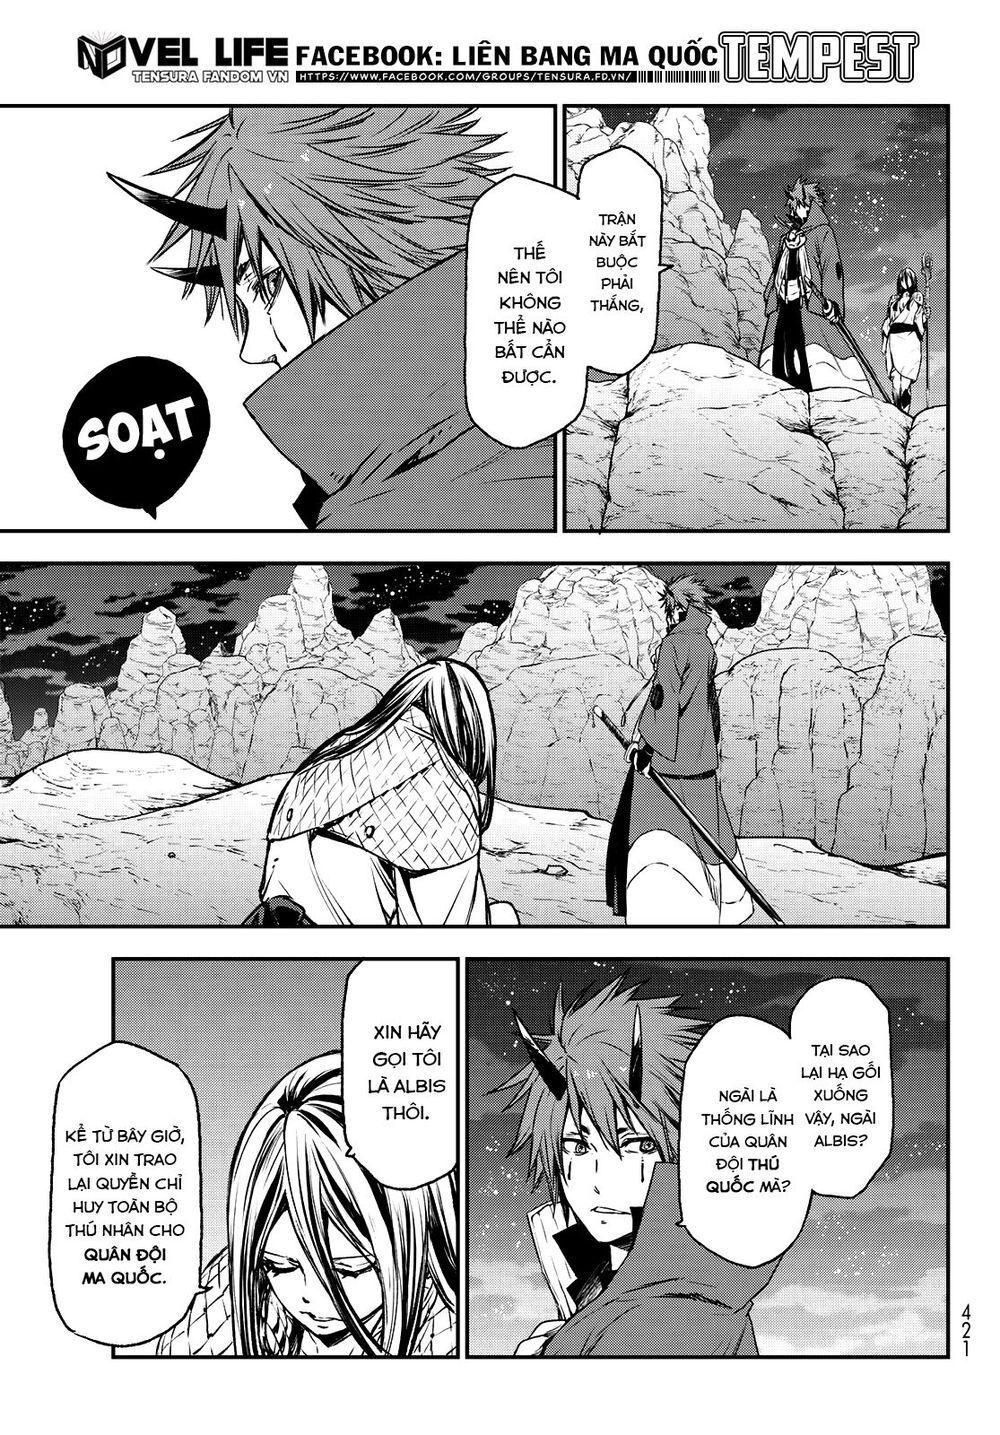 NOVEL LIFE
TENSURA FANDOM VN
FACEBOOK: LIÊN BANG MA QUỐC
HTTPS://WWW.FACEBOOK.COM/GROUPS/TENSURA.FD.VN/
TEMPEST
TRẬN
NÀY BẮT
BUỘC
PHẢI
THẮNG,
THẾ
NÊN TÔI
KHÔNG
THỂ NÀO
BẤT CẨN
ĐƯỢC.
SOẠT
TẠI SAO
LẠI HẠ GỐI
XUỐNG
VẬY, NGÀI
ALBIS?
NGÀI LÀ
THỐNG LĨNH
CỦA QUÂN
ĐỘI THÚ
QUỐC MÀ?
XIN HÃY
GỌI TÔI
LÀ ALBIS
THÔI.
KỂ TỪ BÂY GIỜ,
TÔI XIN TRAO
LẠI QUYỀN CHỈ
HUY TOÀN BỘ
THÚ NHÂN CHO
QUÂN ĐỘI
MA QUỐC.
421